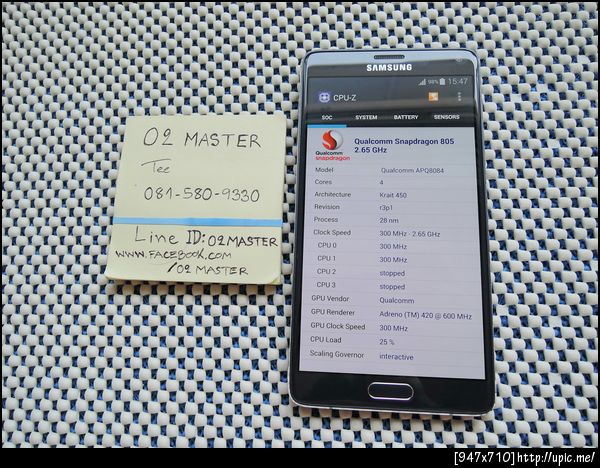 O2 MASTER
Tee
081-580-9330
Line ID: O2MASTER
www.FACEBOOK.COM
/O2 MASTER
SAMSUNG
98% 15:47
CPU-Z
SOC SYSTEM BATTERY SENSORS
Qualcomm snapdragon
Qualcomm Snapdragon 805
2.65 GHz
Model Qualcomm APQ8084
Cores 4
Architecture Krait 450
Revision r3p1
Process 28 nm
Clock Speed 300 MHz - 2.65 GHz
CPU 0 300 MHz
CPU 1 300 MHz
CPU 2 stopped
CPU 3 stopped
GPU Vendor Qualcomm
GPU Renderer Adreno (TM) 420 @ 600 MHz
GPU Clock Speed 300 MHz
CPU Load 25 %
Scaling Governor interactive
[947x710]http://upic.me/